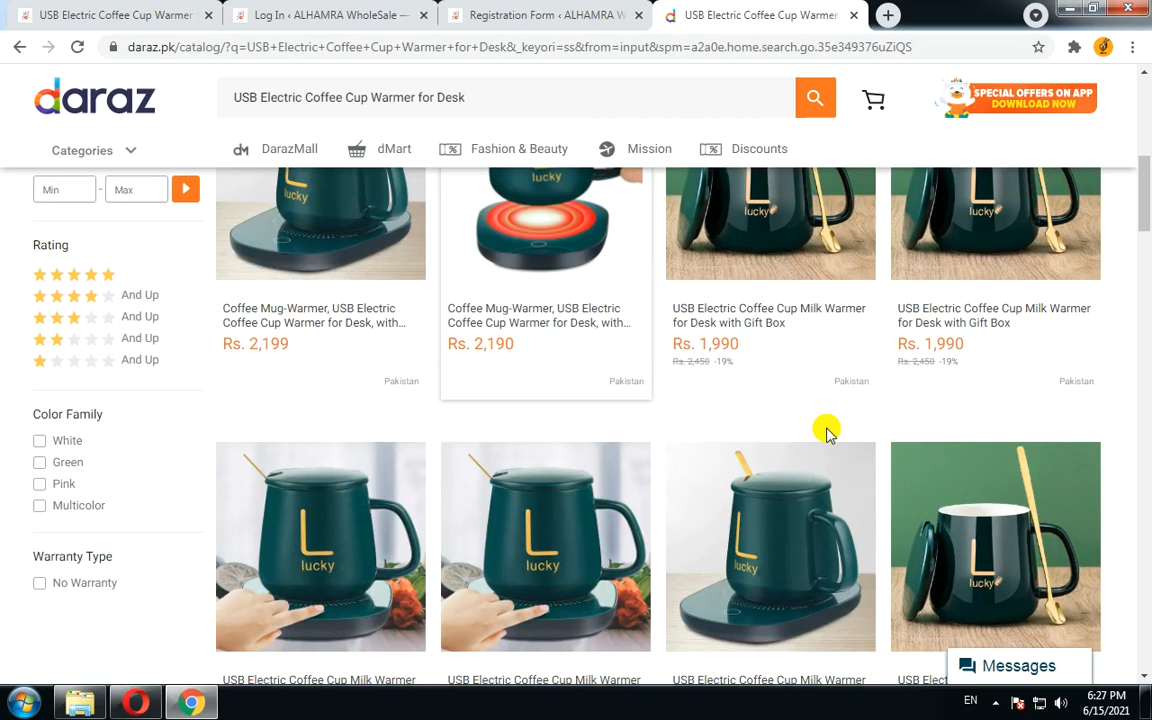 USB Electric Coffee Cup Warmer
Log In ‹ ALHAMRA WholeSale —
Registration Form ‹ ALHAMRA W
USB Electric Coffee Cup Warmer
daraz.pk/catalog/?q=USB+Electric+Coffee+Cup+Warmer+for+Desk&_keyori=ss&from=input&spm=a2a0e.home.search.go.35e349376uZiQS
daraz
USB Electric Coffee Cup Warmer for Desk
SPECIAL OFFERS ON APP
DOWNLOAD NOW
Categories
DarazMall
dMart
Fashion & Beauty
Mission
Discounts
Min - Max
Rating
And Up
And Up
And Up
And Up
Color Family
White
Green
Pink
Multicolor
Warranty Type
No Warranty
lucky
lucky
lucky
lucky
Coffee Mug-Warmer, USB Electric
Coffee Cup Warmer for Desk, with...
Rs. 2,199
Pakistan
Coffee Mug-Warmer, USB Electric
Coffee Cup Warmer for Desk, with...
Rs. 2,190
Pakistan
USB Electric Coffee Cup Milk Warmer
for Desk with Gift Box
Rs. 1,990
Rs. 2,450 -19%
Pakistan
USB Electric Coffee Cup Milk Warmer
for Desk with Gift Box
Rs. 1,990
Rs. 2,450 -19%
Pakistan
L
lucky
L
lucky
L
lucky
L
lucky
USB Electric Coffee Cup Milk Warmer
USB Electric Coffee Cup Milk Warmer
USB Electric Coffee Cup Milk Warmer
USB Elect
Messages
EN
6:27 PM
6/15/2021